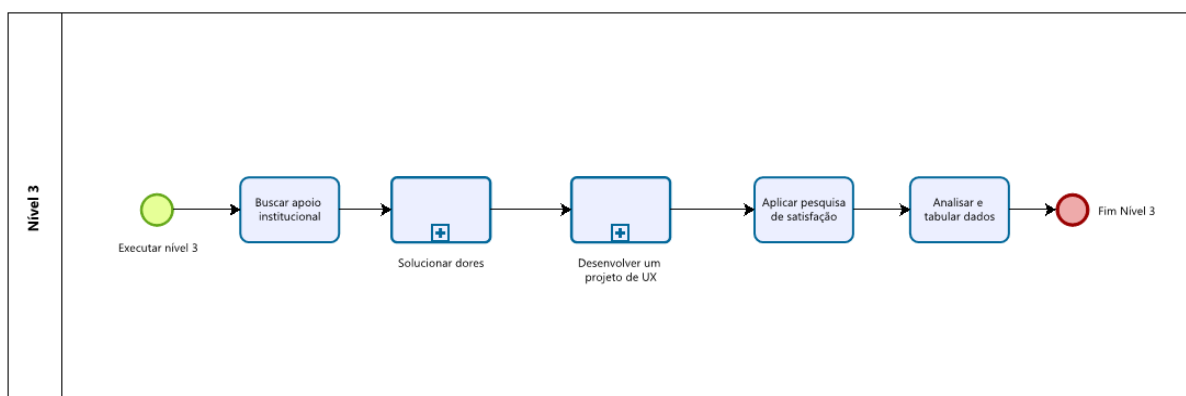 Nível 3
Executar nível 3
Buscar apoio
institucional
Solucionar dores
Desenvolver um
projeto de UX
Aplicar pesquisa
de satisfação
Analisar e
tabular dados
Fim Nível 3